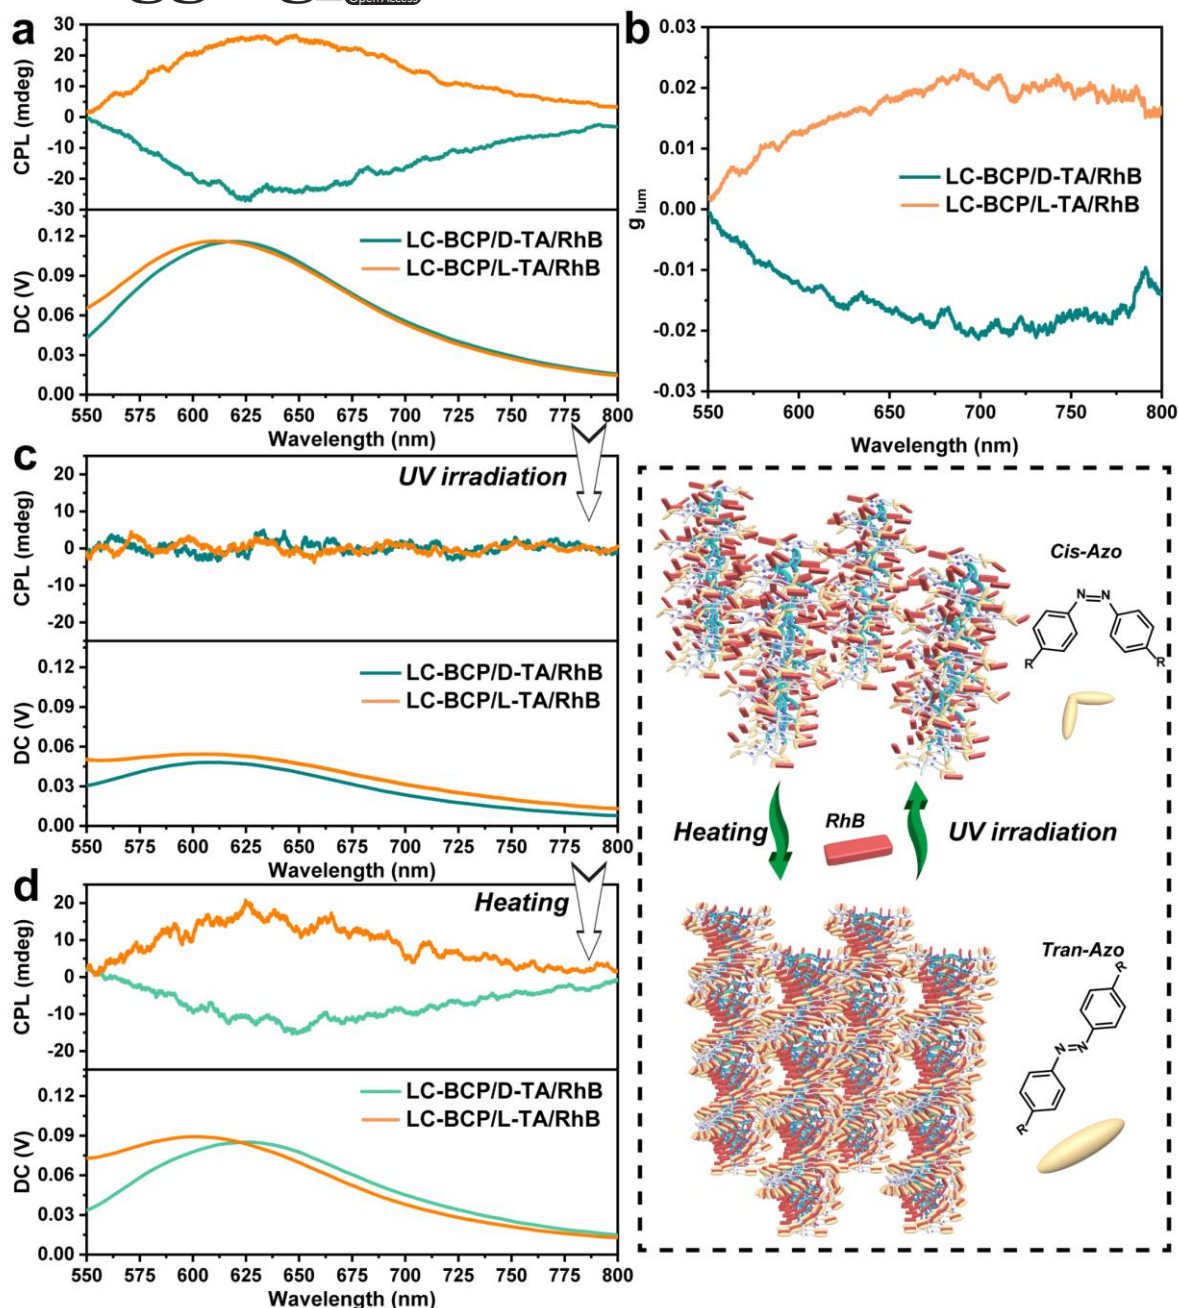 Open Access
a
30
20
10
0
-10
-20
-30
CPL (mdeg)
0.12
0.09
0.06
0.03
0.00
DC (V)
LC-BCP/D-TA/RhB
LC-BCP/L-TA/RhB
550 575 600 625 650 675 700 725 750 775 800
Wavelength (nm)
b
0.03
0.02
0.01
0.00
-0.01
-0.02
-0.03
g lum
LC-BCP/D-TA/RhB
LC-BCP/L-TA/RhB
550 600 650 700 750 800
Wavelength (nm)
c
UV irradiation
20
10
0
-10
-20
CPL (mdeg)
0.12
0.09
0.06
0.03
0.00
DC (V)
LC-BCP/D-TA/RhB
LC-BCP/L-TA/RhB
550 575 600 625 650 675 700 725 750 775 800
Wavelength (nm)
d
Heating
20
10
0
-10
-20
CPL (mdeg)
0.12
0.09
0.06
0.03
0.00
DC (V)
LC-BCP/D-TA/RhB
LC-BCP/L-TA/RhB
550 575 600 625 650 675 700 725 750 775 800
Wavelength (nm)
Cis-Azo
N=N
R
R
Heating
RhB
UV irradiation
Tran-Azo
R
N=N
R